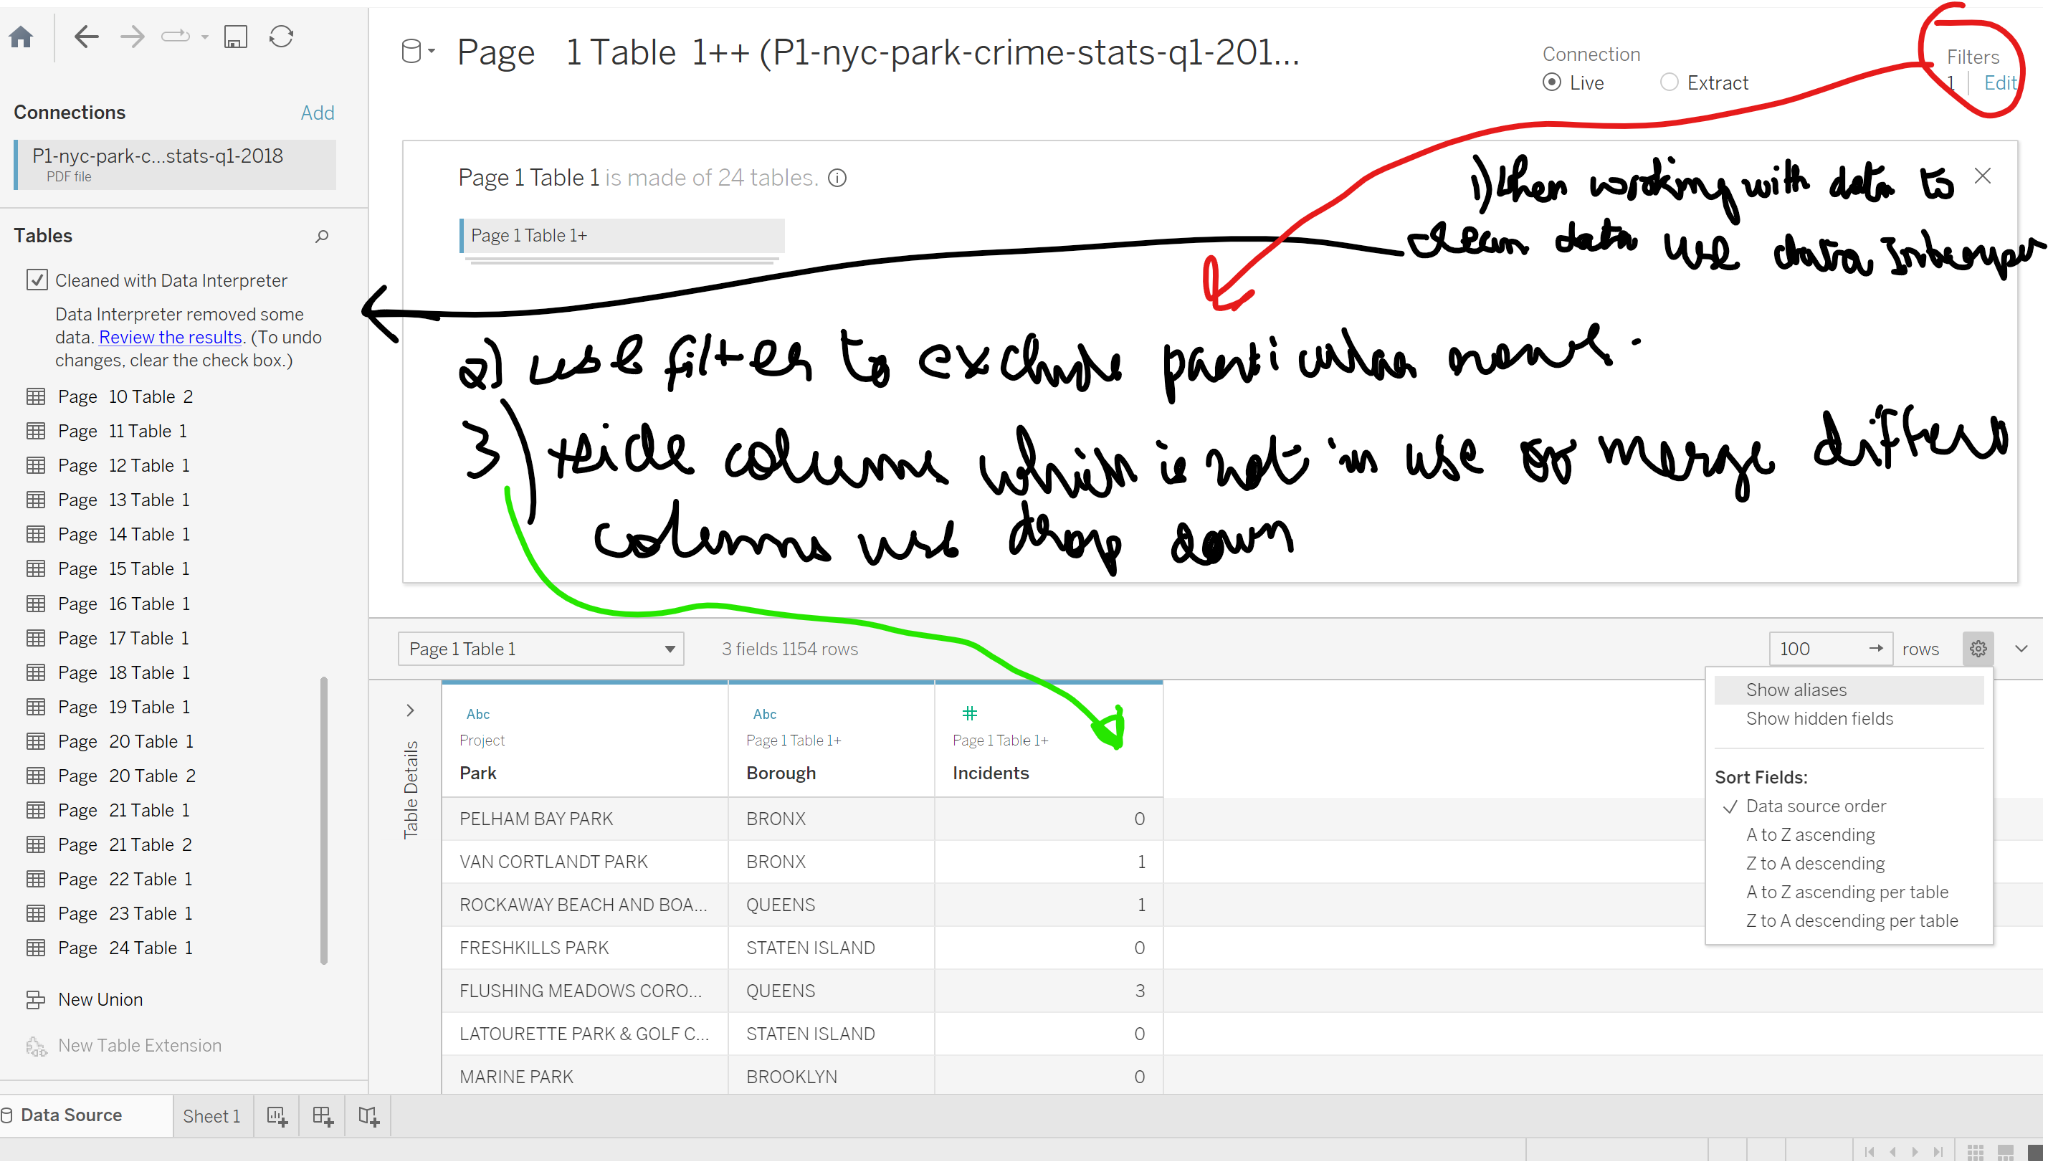 Page 1 Table 1++ (P1-nyc-park-crime-stats-q1-201...
Connection
Live
Extract
Filters
1 Edit
Connections
Add
P1-nyc-park-c...stats-q1-2018
PDF file
Tables
Cleaned with Data Interpreter
Data Interpreter removed some
data. Review the results. (To undo
changes, clear the check box.)
Page 10 Table 2
Page 11 Table 1
Page 12 Table 1
Page 13 Table 1
Page 14 Table 1
Page 15 Table 1
Page 16 Table 1
Page 17 Table 1
Page 18 Table 1
Page 19 Table 1
Page 20 Table 1
Page 20 Table 2
Page 21 Table 1
Page 21 Table 2
Page 22 Table 1
Page 23 Table 1
Page 24 Table 1
New Union
New Table Extension
Page 1 Table 1 is made of 24 tables.
Page 1 Table 1+
1) when working with data to
clean data use data
2) use filter to exclude particular
3) Hide column which is not in use or merge
columns use drop down
Page 1 Table 1
3 fields 1154 rows
100 → rows
Show aliases
Show hidden fields
Sort Fields:
Data source order
A to Z ascending
Z to A descending
A to Z ascending per table
Z to A descending per table
Table Details
Abc Abc #
Project Page 1 Table 1+ Page 1 Table 1+
Park Borough Incidents
PELHAM BAY PARK BRONX 0
VAN CORTLANDT PARK BRONX 1
ROCKAWAY BEACH AND BOA... QUEENS 1
FRESHKILLS PARK STATEN ISLAND 0
FLUSHING MEADOWS CORO... QUEENS 3
LATOURETTE PARK & GOLF C... STATEN ISLAND 0
MARINE PARK BROOKLYN 0
Data Source
Sheet 1